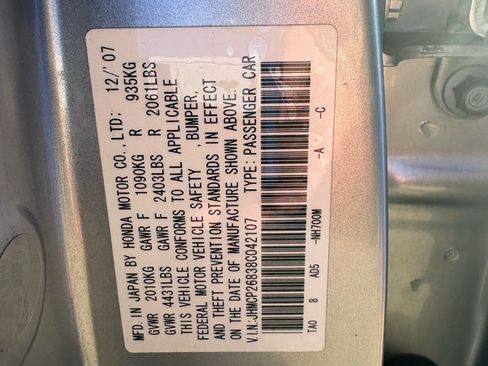 MFD. IN JAPAN BY HONDA MOTOR CO., LTD: 12/'07
GVWR 2010KG GAWR F 1090KG R 935KG
GVWR 4431LBS GAWR F 2403LBS R 2061LBS
THIS VEHICLE CONFORMS TO ALL APPLICABLE
FEDERAL MOTOR VEHICLE SAFETY ,BUMPER,
AND THEFT PREVENTION STANDARDS IN EFFECT
ON THE DATE OF MANUFACTURE SHOWN ABOVE.
V.I.N:JHMCP26838C042107 TYPE:PASSENGER CAR
TA0 8 AD5 -NH700M -A -C